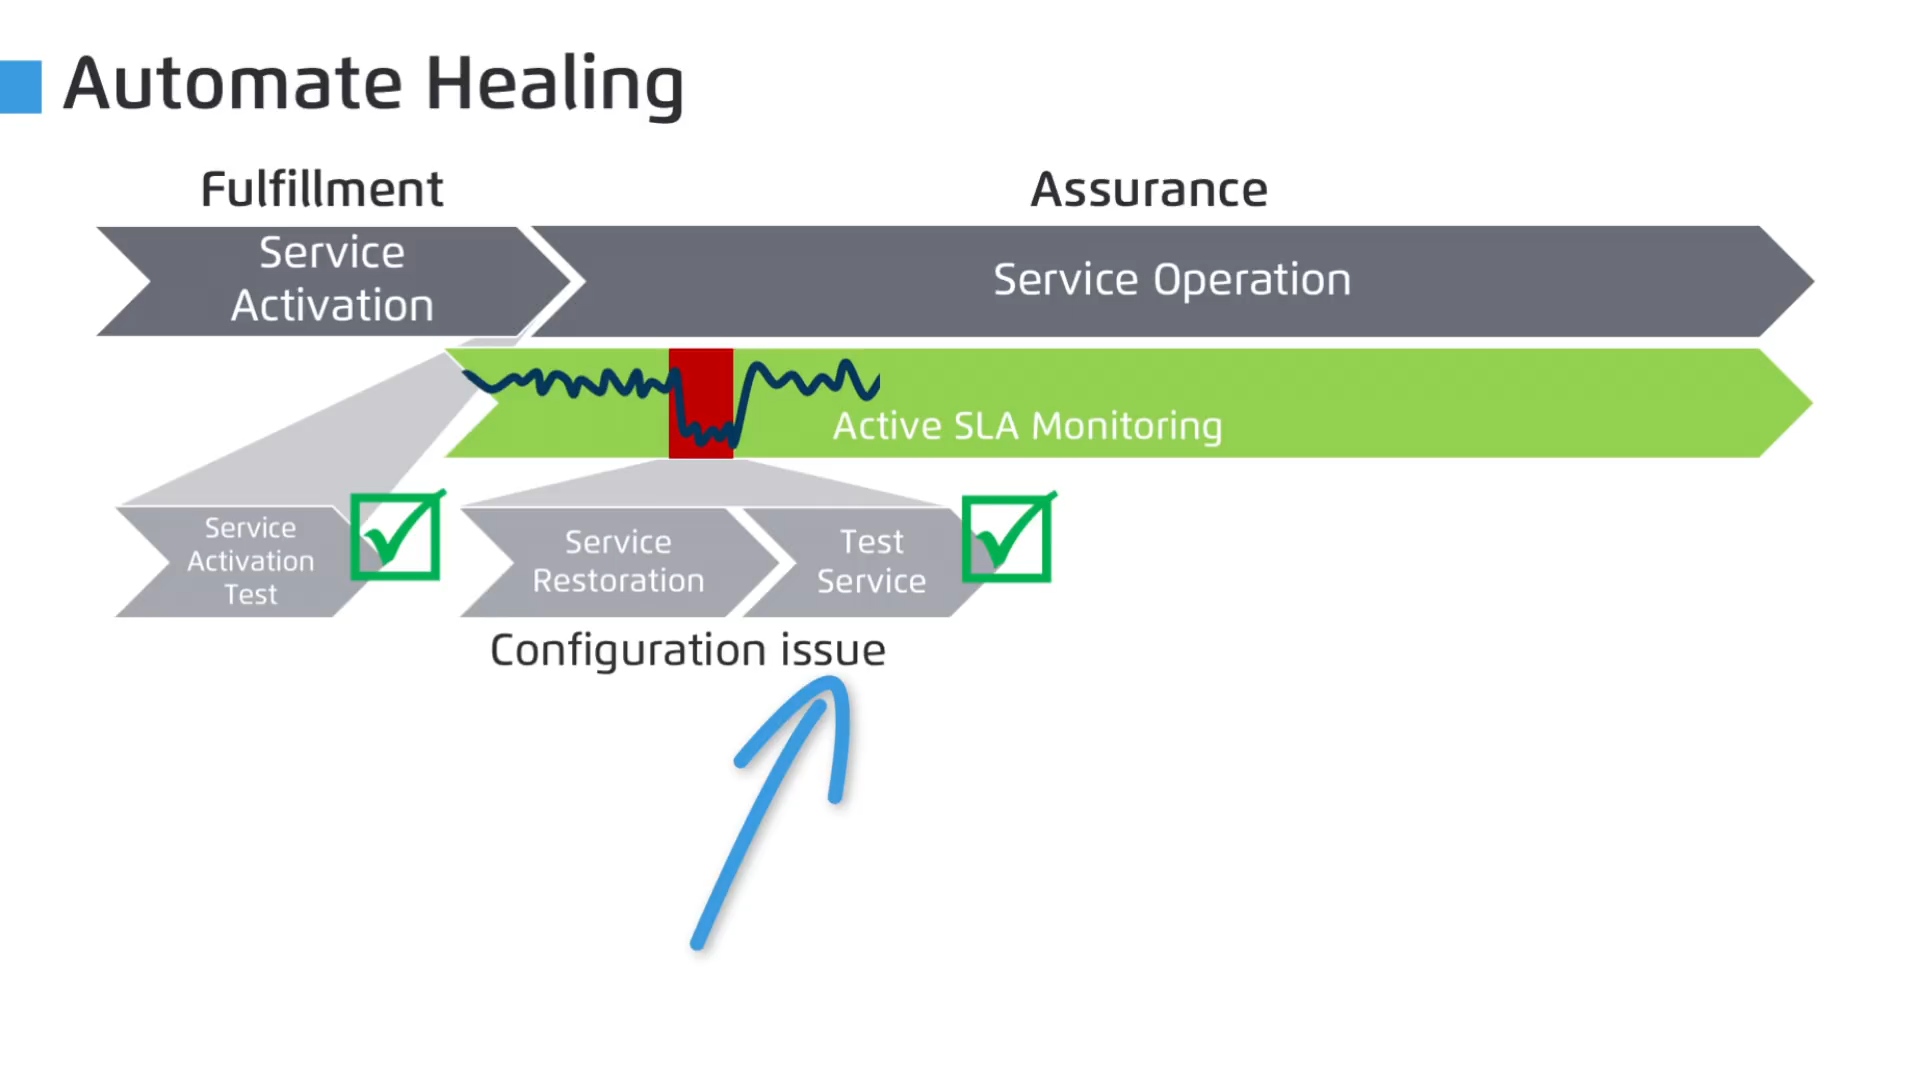 Automate Healing
Fulfillment
Assurance
Service
Activation
Service Operation
Active SLA Monitoring
Service
Activation
Test
Service
Restoration
Test
Service
Configuration issue